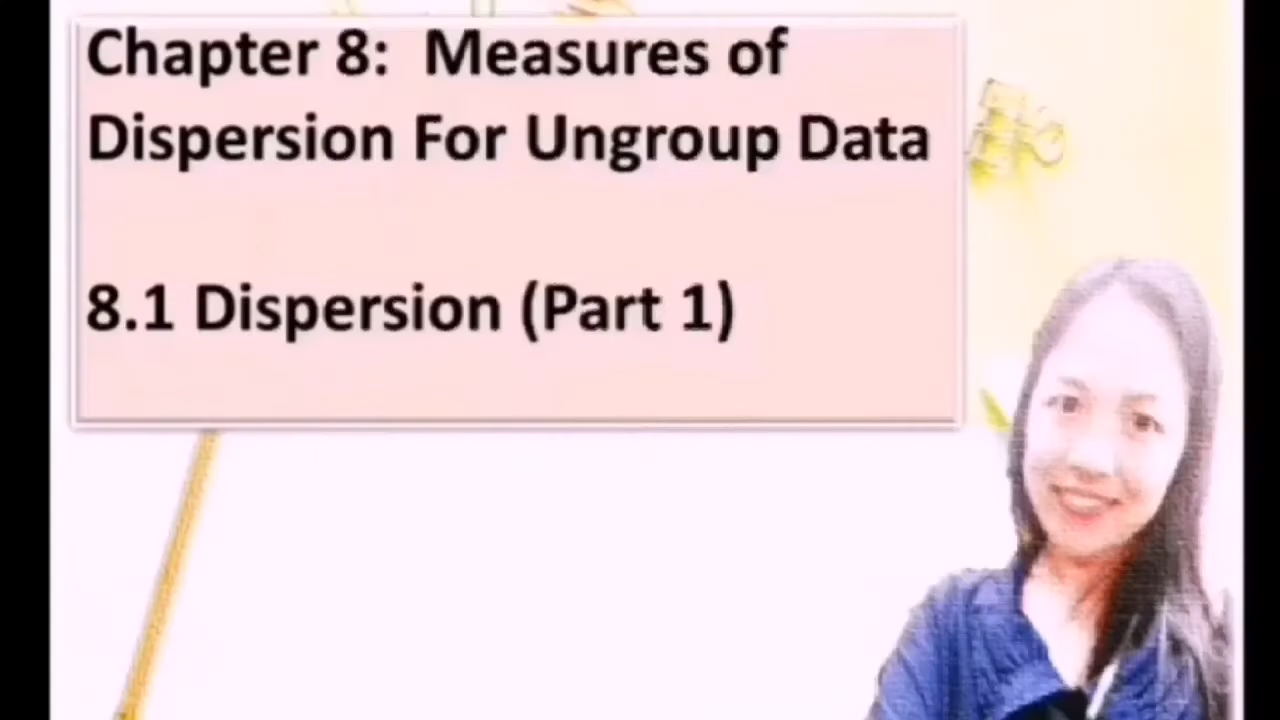 Chapter 8: Measures of
Dispersion For Ungroup Data
8.1 Dispersion (Part 1)